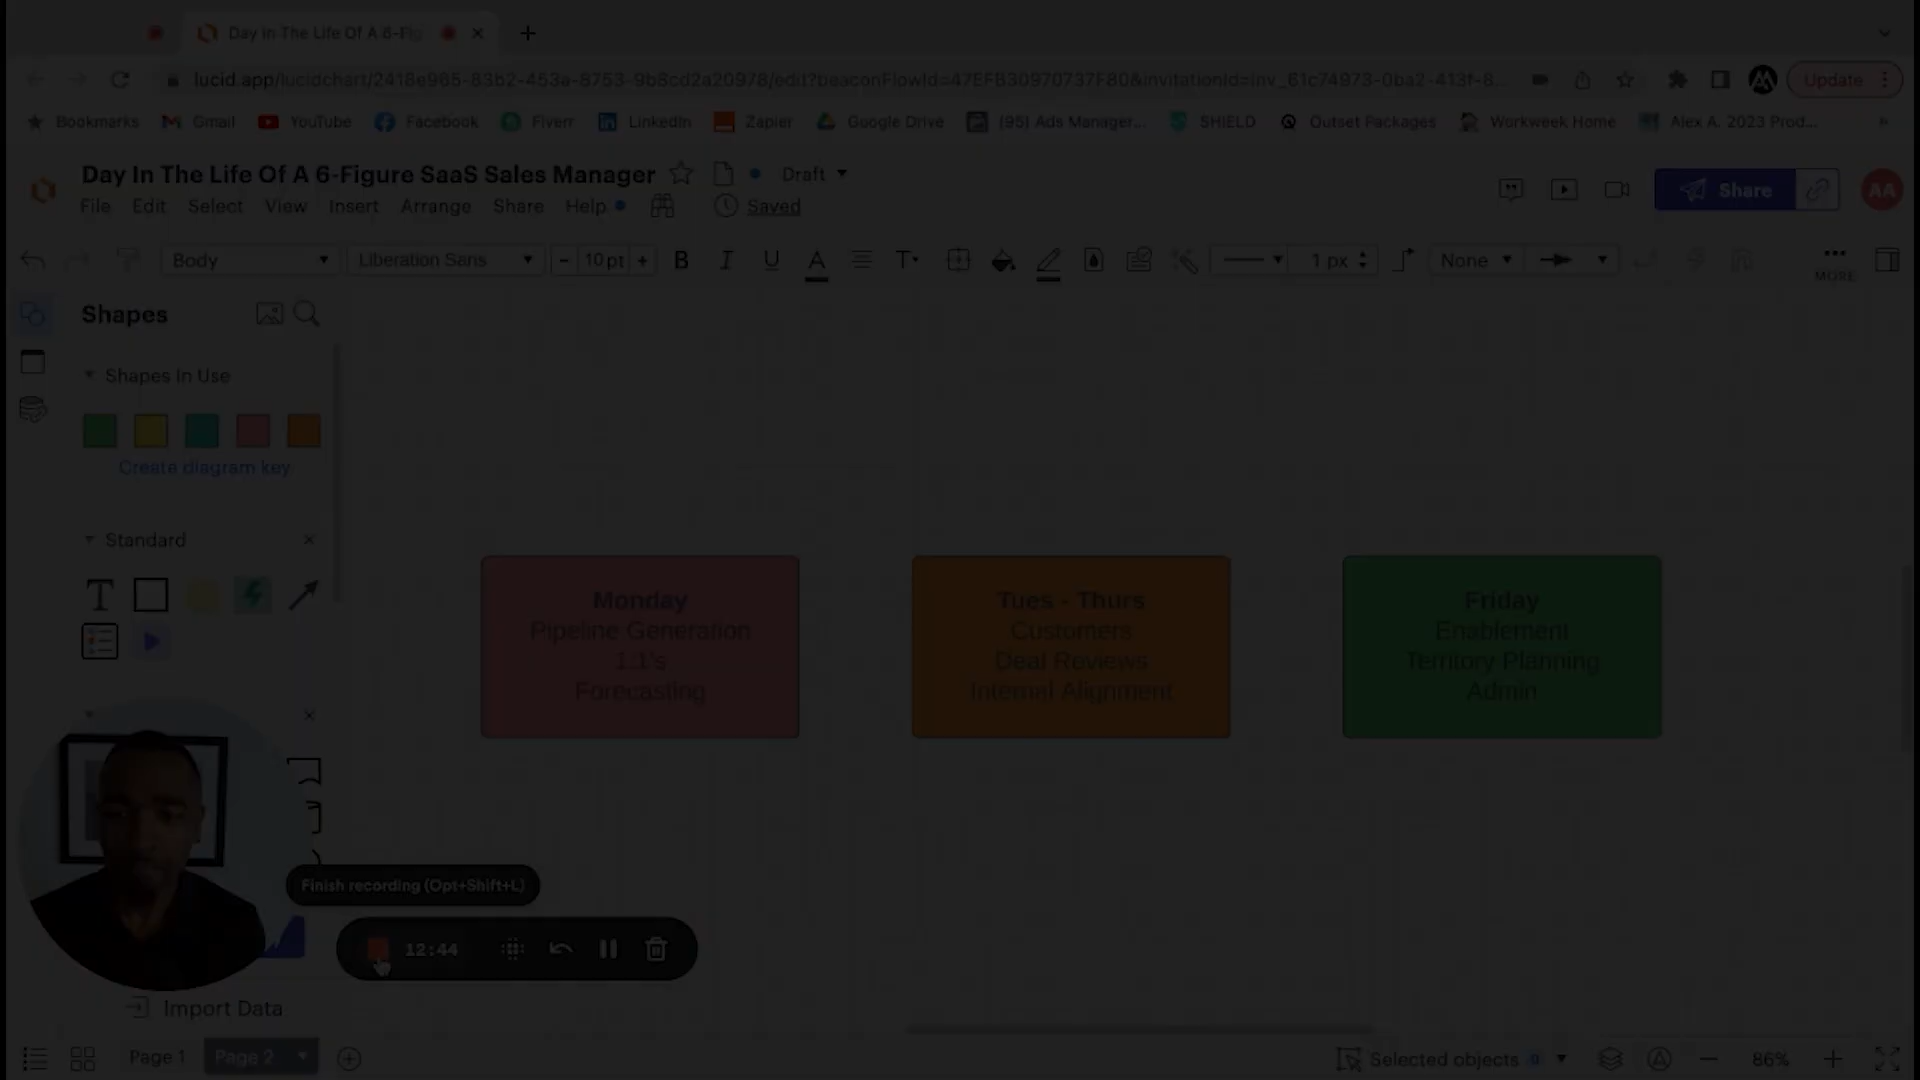 Day In The Life Of A 6-Fig
lucid.app/lucidchart/2418e965-83b2-453a-8753-9b8cd2a20978/edit?beaconFlowId=47EFB30970737F80&invitationId=inv_61c74973-0ba2-413f-8...
Update
Bookmarks Gmail YouTube Facebook Fiverr LinkedIn Zapier Google Drive (95) Ads Manager... SHIELD Outset Packages Workweek Home Alex A. 2023 Prod... »
Day In The Life Of A 6-Figure SaaS Sales Manager Draft
Share AA
File Edit Select View Insert Arrange Share Help Saved
Body Liberation Sans - 10 pt + B I U A T 1 px None
MORE
Shapes
Shapes In Use
Create diagram key
Standard
T
Monday
Pipeline Generation
1:1's
Forecasting
Tues - Thurs
Customers
Deal Reviews
Internal Alignment
Friday
Enablement
Territory Planning
Admin
Finish recording (Opt+Shift+L)
12:44
Import Data
Page 1 Page 2 Selected objects 0 86%